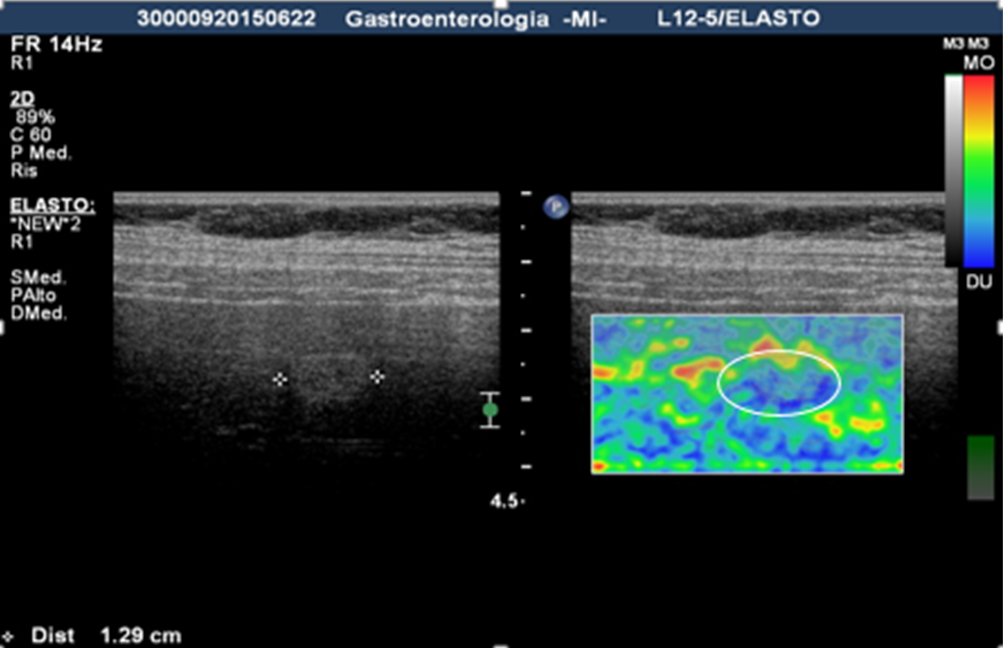 30000920150622 Gastroenterologia -MI- L12-5/ELASTO
FR 14Hz
R1
M3 M3
MO
2D
89%
C 60
P Med.
Ris
ELASTO:
*NEW*2
R1
P
SMed.
PAlto
DMed.
DU
4.5
Dist 1.29 cm